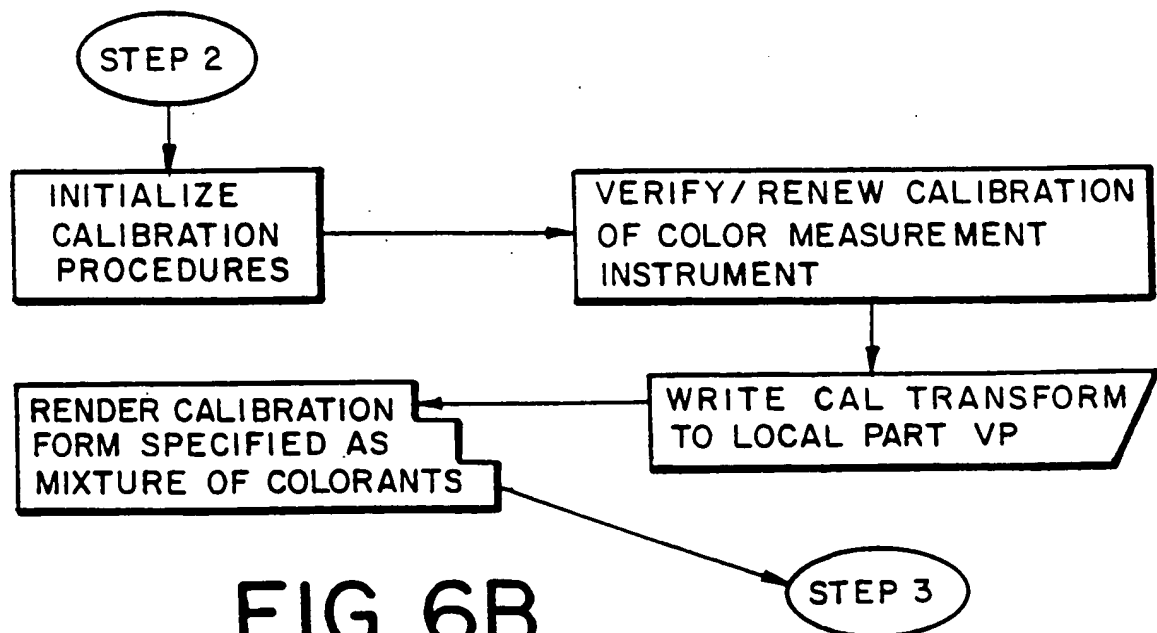 STEP 2
INITIALIZE
CALIBRATION
PROCEDURES
VERIFY/RENEW CALIBRATION
OF COLOR MEASUREMENT
INSTRUMENT
WRITE CAL TRANSFORM
TO LOCAL PART VP
RENDER CALIBRATION
FORM SPECIFIED AS
MIXTURE OF COLORANTS
STEP 3
FIG. 6B